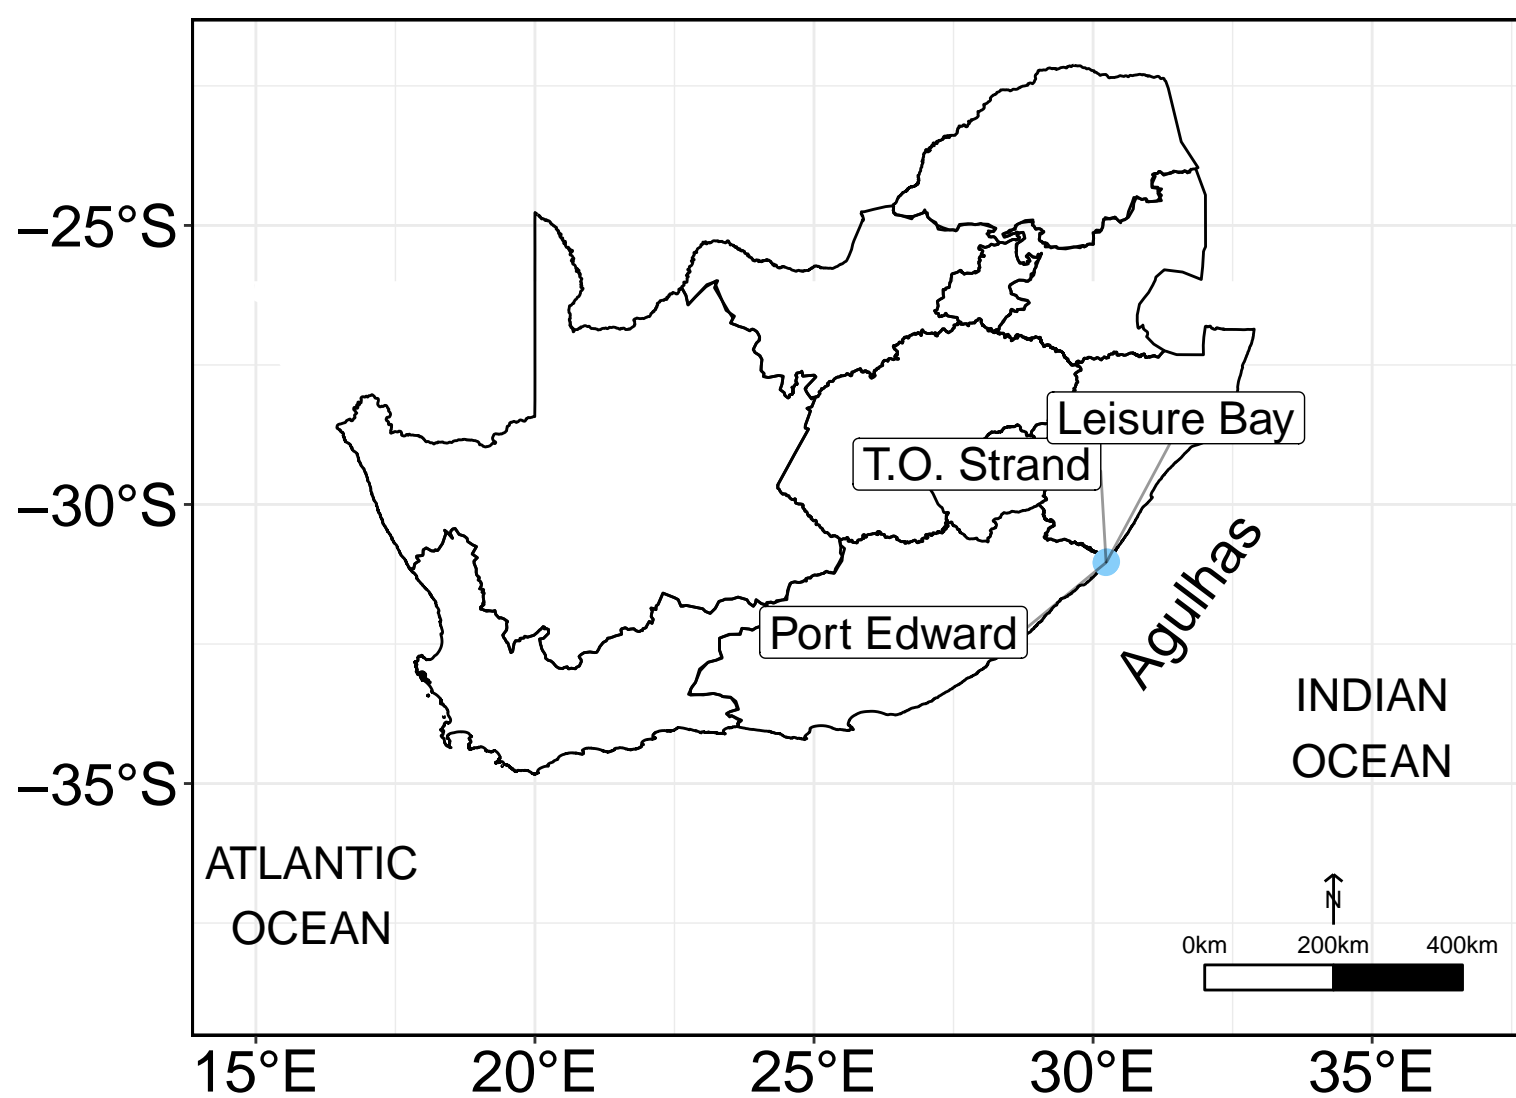 –25°S
Leisure Bay
T.O. Strand
–30°S
Agulhas
Port Edward
INDIAN
OCEAN
–35°S
ATLANTIC
OCEAN
N
0km 200km 400km
15°E 20°E 25°E 30°E 35°E